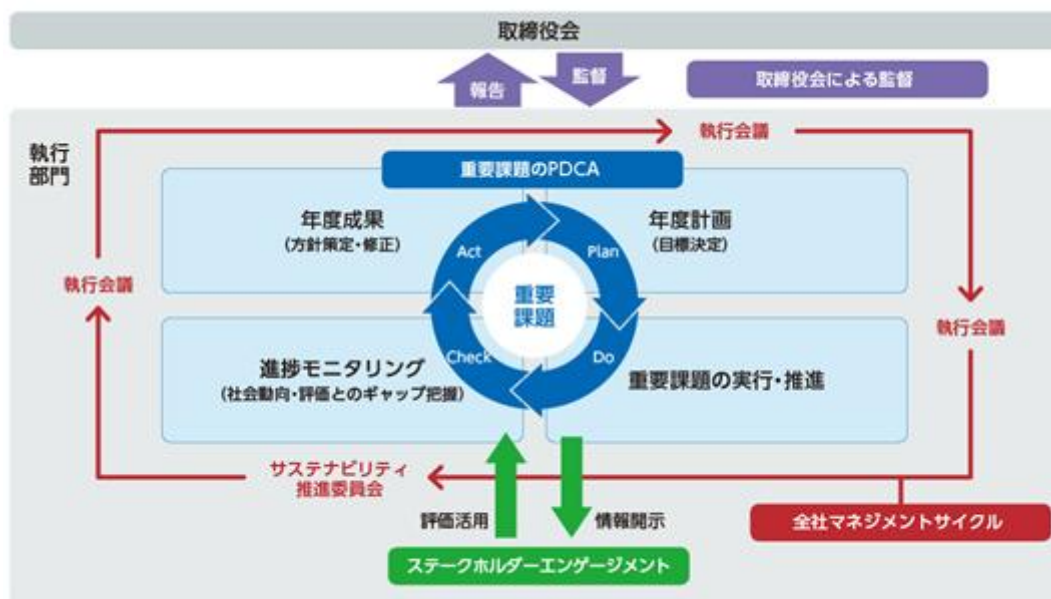 取締役会
報告
監督
取締役会による監督
執行
部門
執行会議
重要課題のPDCA
年度成果
(方針策定・修正)
年度計画
(目標決定)
Act
Plan
執行会議
重要
課題
執行会議
進捗モニタリング
(社会動向・評価とのギャップ把握)
Check
Do
重要課題の実行・推進
サステナビリティ
推進委員会
評価活用
情報開示
全社マネジメントサイクル
ステークホルダーエンゲージメント